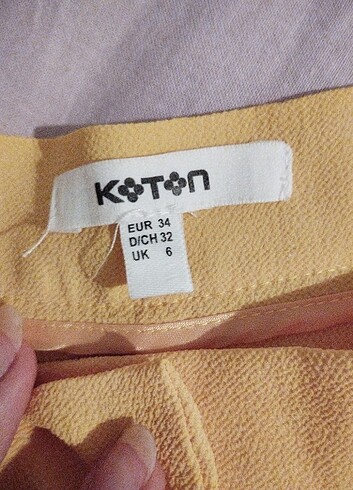 KOTON
EUR 34
D/CH 32
UK 6